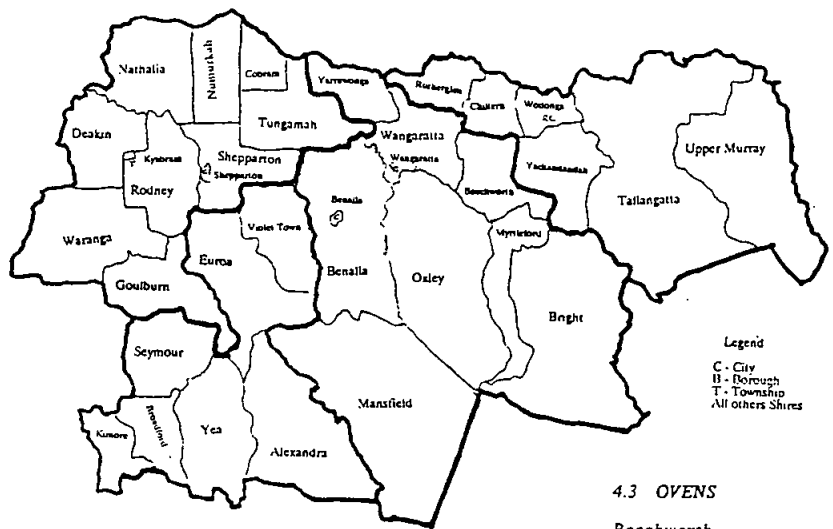 Nathalia
Numurkah
Cobram
Yarrawonga
Rutherglen
Chiltern
Wodonga
R.C.
Deakin
Tungamah
Wangaratta
Wangaratta
Upper Murray
Kyabram
T
Shepparton
C
Shepparton
Yackandandah
Rodney
Beechworth
Tallangatta
Benalla
C
Violet Town
Myrtleford
Waranga
Euroa
Benalla
Oxley
Goulburn
Bright
Seymour
Mansfield
Legend
C - City
B - Borough
T - Township
All others Shires
Kilmore
Broadford
Yea
Alexandra
4.3 OVENS